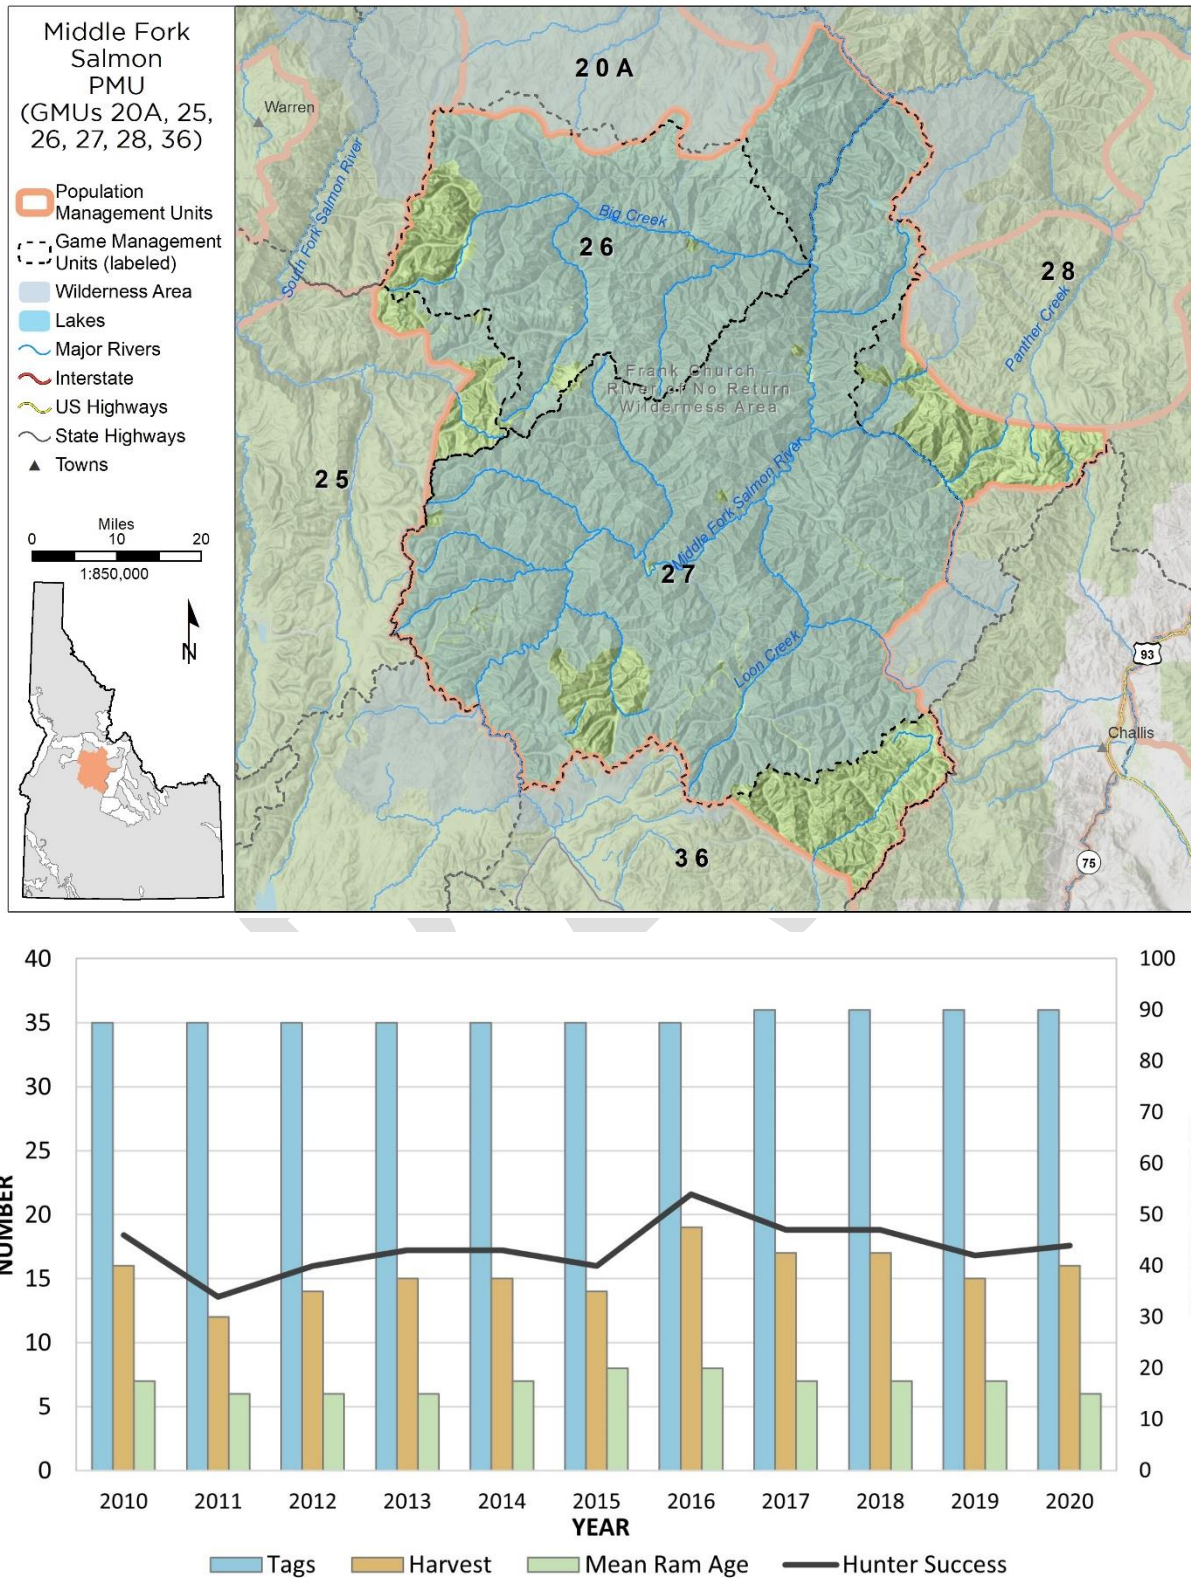 Middle Fork
Salmon
PMU
(GMUs 20A, 25,
26, 27, 28, 36)
Population
Management Units
Game Management
Units (labeled)
Wilderness Area
Lakes
Major Rivers
Interstate
US Highways
State Highways
Towns
Miles
0 10 20
1:850,000
N
20A
Warren
South Fork Salmon River
Big Creek
26
28
Panther Creek
Frank Church -
River of No Return
Wilderness Area
25
Middle Fork Salmon River
27
Loon Creek
93
Challis
36
75
40 100
35 90
80
30 70
25 60
20 50
15 40
30
10 20
5 10
0 0
NUMBER
2010 2011 2012 2013 2014 2015 2016 2017 2018 2019 2020
YEAR
Tags Harvest Mean Ram Age Hunter Success